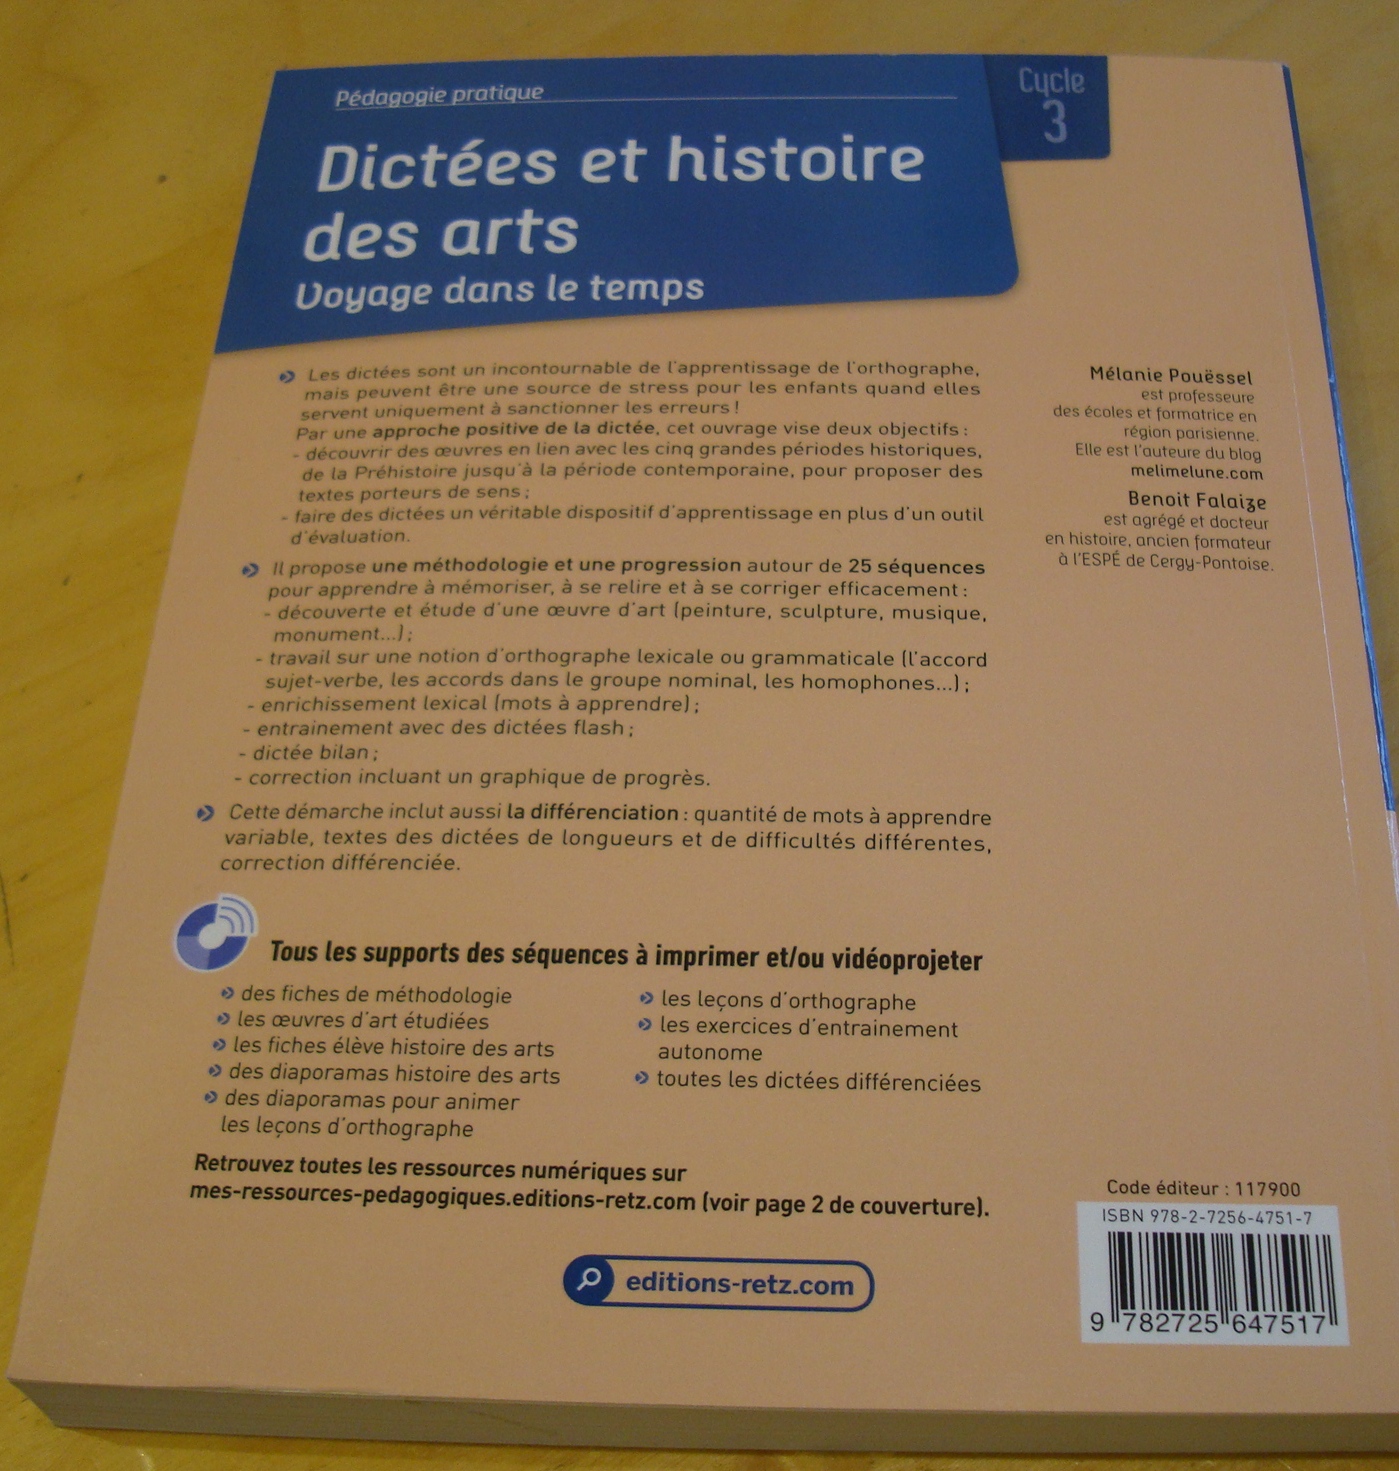 Pédagogie pratique
Cycle
3
Dictées et histoire
des arts
Voyage dans le temps
Les dictées sont un incontournable de l'apprentissage de l'orthographe,
mais peuvent être une source de stress pour les enfants quand elles
servent uniquement à sanctionner les erreurs !
Par une approche positive de la dictée, cet ouvrage vise deux objectifs :
- découvrir des œuvres en lien avec les cinq grandes périodes historiques,
de la Préhistoire jusqu'à la période contemporaine, pour proposer des
textes porteurs de sens ;
- faire des dictées un véritable dispositif d'apprentissage en plus d'un outil
d'évaluation.
Il propose une méthodologie et une progression autour de 25 séquences
pour apprendre à mémoriser, à se relire et à se corriger efficacement :
- découverte et étude d'une œuvre d'art (peinture, sculpture, musique,
monument...) ;
- travail sur une notion d'orthographe lexicale ou grammaticale (l'accord
sujet-verbe, les accords dans le groupe nominal, les homophones...) ;
- enrichissement lexical (mots à apprendre) ;
- entrainement avec des dictées flash ;
- dictée bilan ;
- correction incluant un graphique de progrès.
Cette démarche inclut aussi la différenciation : quantité de mots à apprendre
variable, textes des dictées de longueurs et de difficultés différentes,
correction différenciée.
Mélanie Pouëssel
est professeure
des écoles et formatrice en
région parisienne.
Elle est l'auteure du blog
melimelune.com
Benoit Falaize
est agrégé et docteur
en histoire, ancien formateur
à l'ESPÉ de Cergy-Pontoise.
Tous les supports des séquences à imprimer et/ou vidéoprojeter
des fiches de méthodologie
les œuvres d'art étudiées
les fiches élève histoire des arts
des diaporamas histoire des arts
des diaporamas pour animer
les leçons d'orthographe
les leçons d'orthographe
les exercices d'entrainement
autonome
toutes les dictées différenciées
Retrouvez toutes les ressources numériques sur
mes-ressources-pedagogiques.editions-retz.com (voir page 2 de couverture).
editions-retz.com
Code éditeur : 117900
ISBN 978-2-7256-4751-7
9 782725 647517